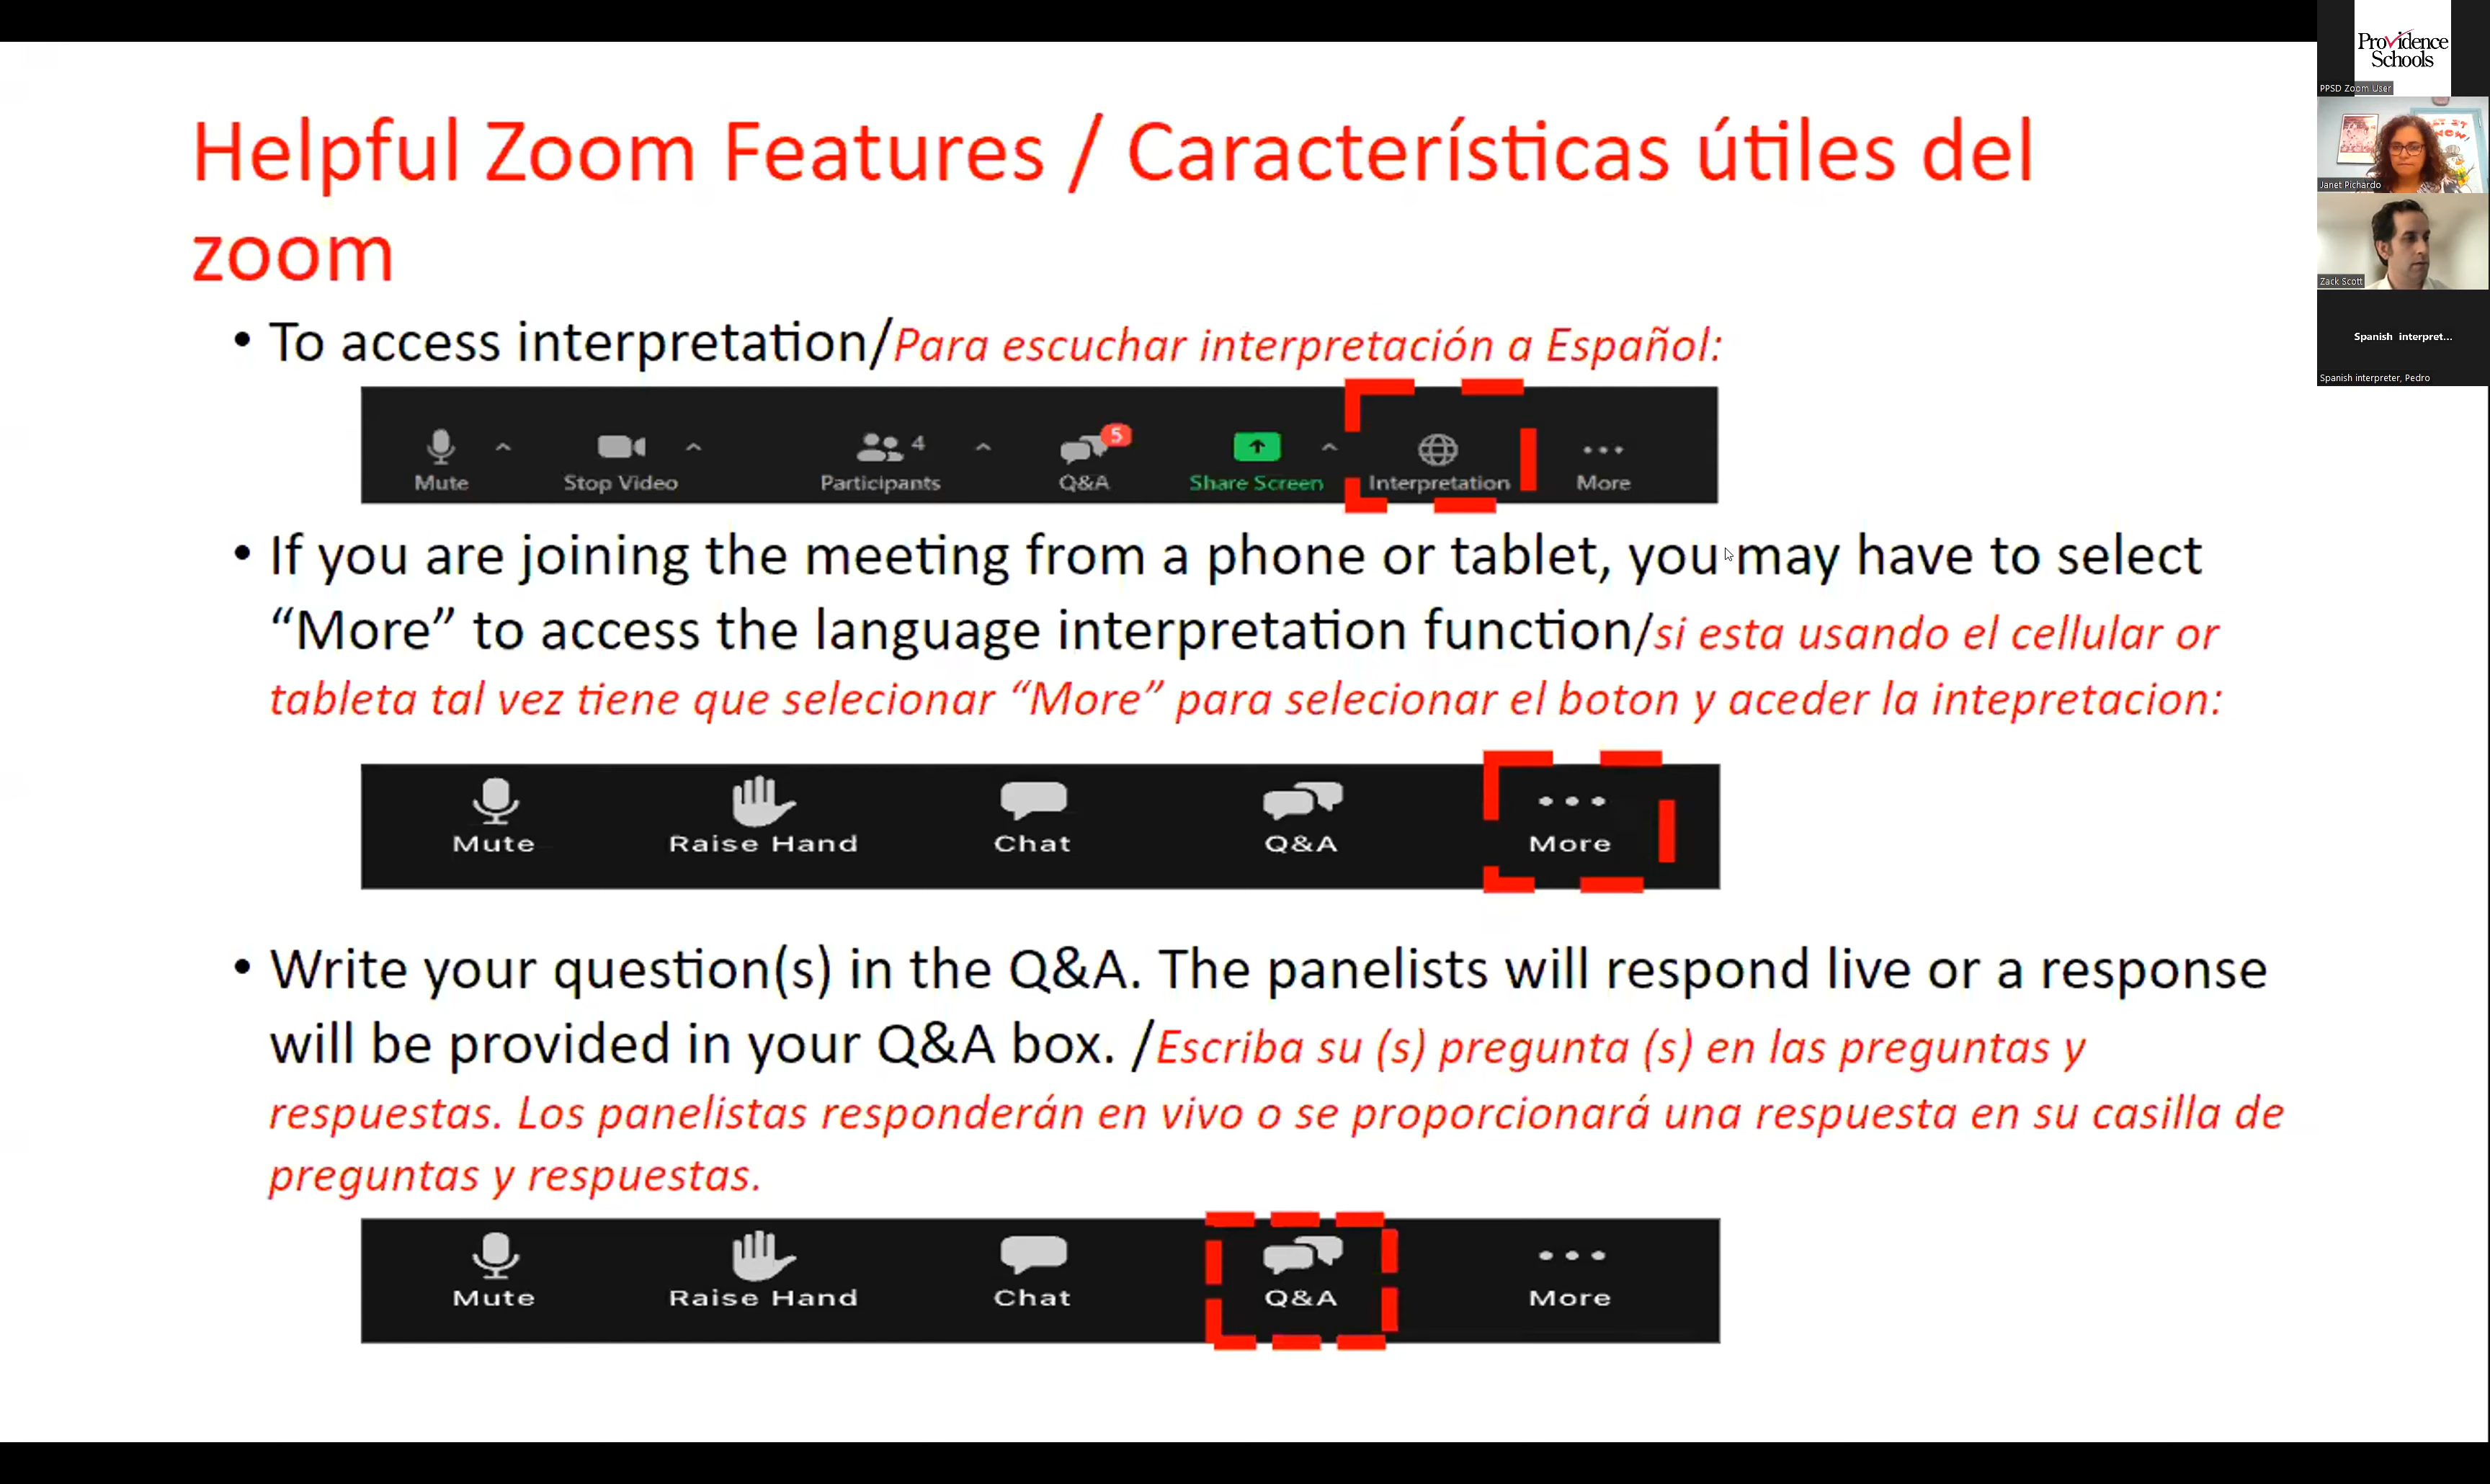 Helpful Zoom Features / Características útiles del
zoom
• To access interpretation/Para escuchar interpretación a Español:
Mute
Stop Video
Participants
4
Q&A
5
Share Screen
Interpretation
More
• If you are joining the meeting from a phone or tablet, you may have to select
“More” to access the language interpretation function/si esta usando el cellular or
tableta tal vez tiene que selecionar “More” para selecionar el boton y aceder la intepretacion:
Mute
Raise Hand
Chat
Q&A
More
• Write your question(s) in the Q&A. The panelists will respond live or a response
will be provided in your Q&A box. /Escriba su (s) pregunta (s) en las preguntas y
respuestas. Los panelistas responderán en vivo o se proporcionará una respuesta en su casilla de
preguntas y respuestas.
Mute
Raise Hand
Chat
Q&A
More
Providence
Schools
PPSD Zoom User
Janet Pichardo
Zack Scott
Spanish interpret...
Spanish interpreter, Pedro